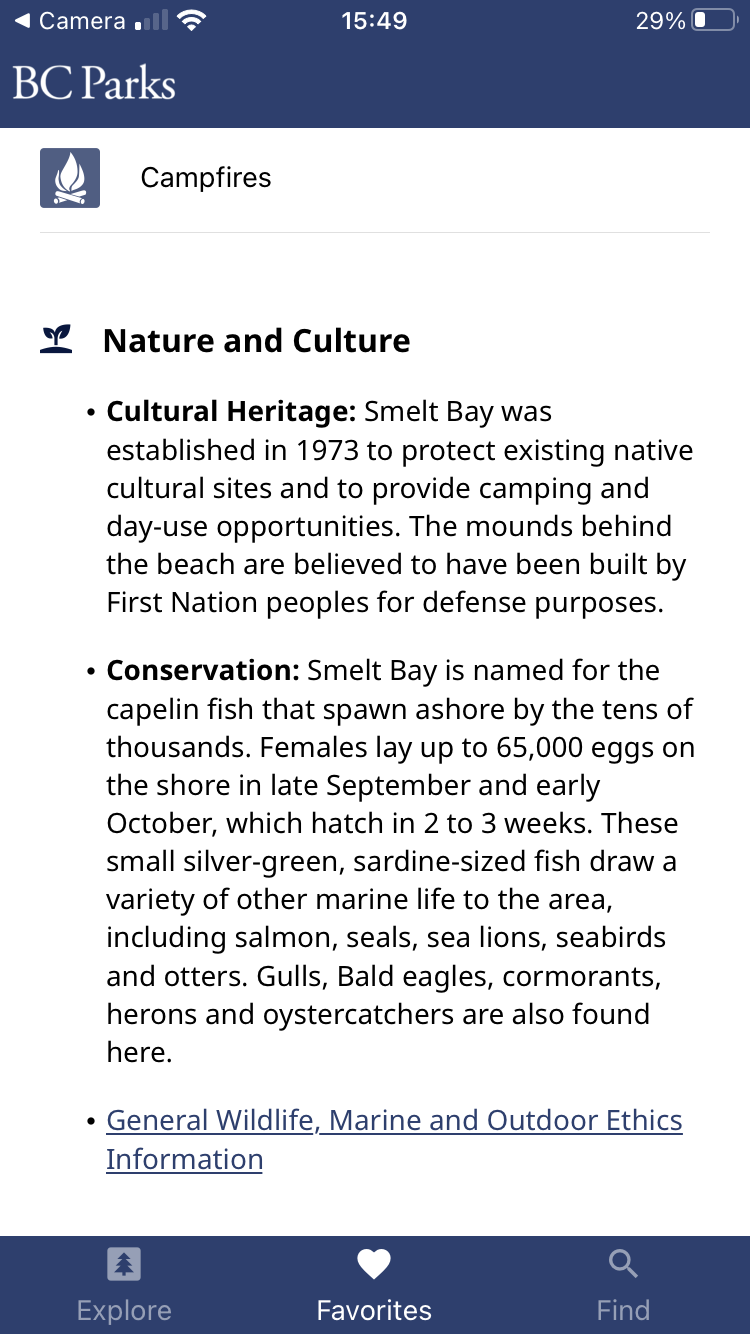 ◀ Camera 15:49 29%
BC Parks
Campfires
Nature and Culture
• Cultural Heritage: Smelt Bay was
established in 1973 to protect existing native
cultural sites and to provide camping and
day-use opportunities. The mounds behind
the beach are believed to have been built by
First Nation peoples for defense purposes.
• Conservation: Smelt Bay is named for the
capelin fish that spawn ashore by the tens of
thousands. Females lay up to 65,000 eggs on
the shore in late September and early
October, which hatch in 2 to 3 weeks. These
small silver-green, sardine-sized fish draw a
variety of other marine life to the area,
including salmon, seals, sea lions, seabirds
and otters. Gulls, Bald eagles, cormorants,
herons and oystercatchers are also found
here.
• General Wildlife, Marine and Outdoor Ethics
Information
Explore Favorites Find